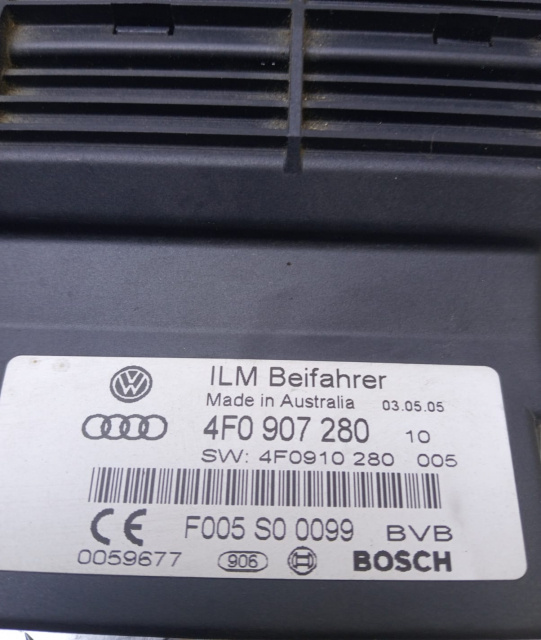 ILM Beifahrer
Made in Australia 03.05.05
4F0 907 280 10
SW: 4F0910 280 005
CE F005 S0 0099 BVB
0059677 906 BOSCH